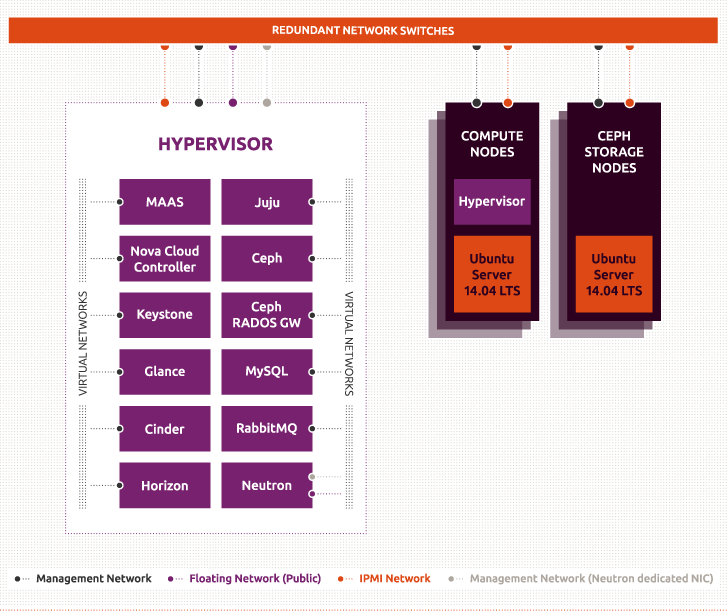 REDUNDANT NETWORK SWITCHES
HYPERVISOR
MAAS
Juju
Nova Cloud
Controller
Ceph
Keystone
Ceph
RADOS GW
Glance
MySQL
Cinder
RabbitMQ
Horizon
Neutron
VIRTUAL NETWORKS
VIRTUAL NETWORKS
COMPUTE
NODES
Hypervisor
Ubuntu
Server
14.04 LTS
CEPH
STORAGE
NODES
Ubuntu
Server
14.04 LTS
Management Network
Floating Network (Public)
IPMI Network
Management Network (Neutron dedicated NIC)